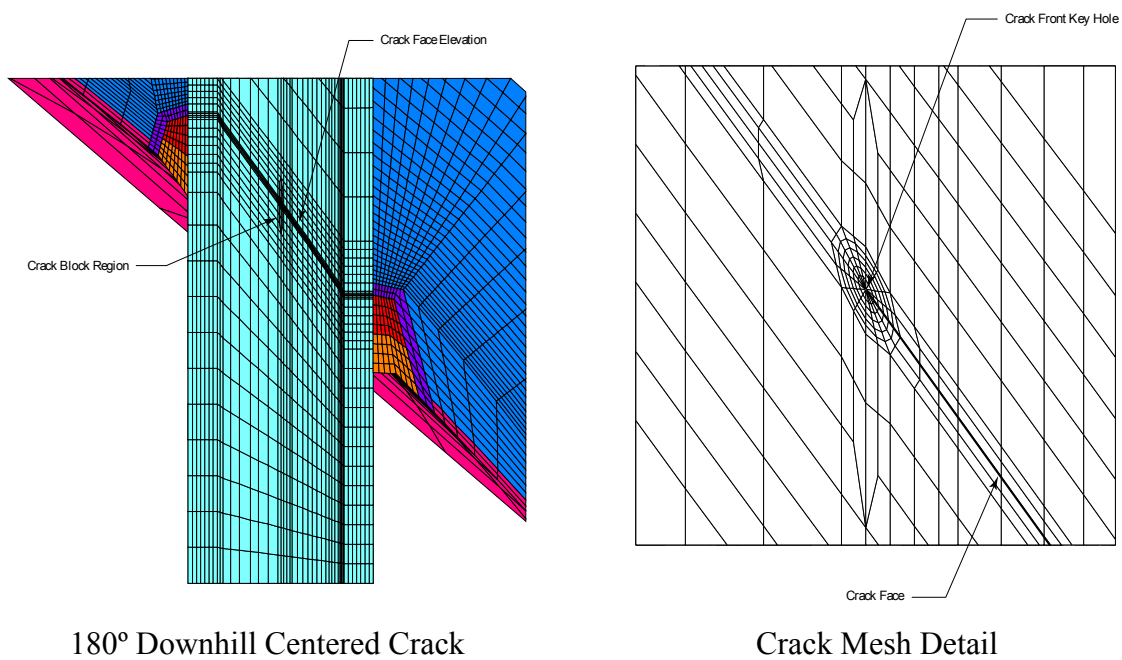 Crack Face Elevation
Crack Block Region
180º Downhill Centered Crack
Crack Front Key Hole
Crack Face
Crack Mesh Detail